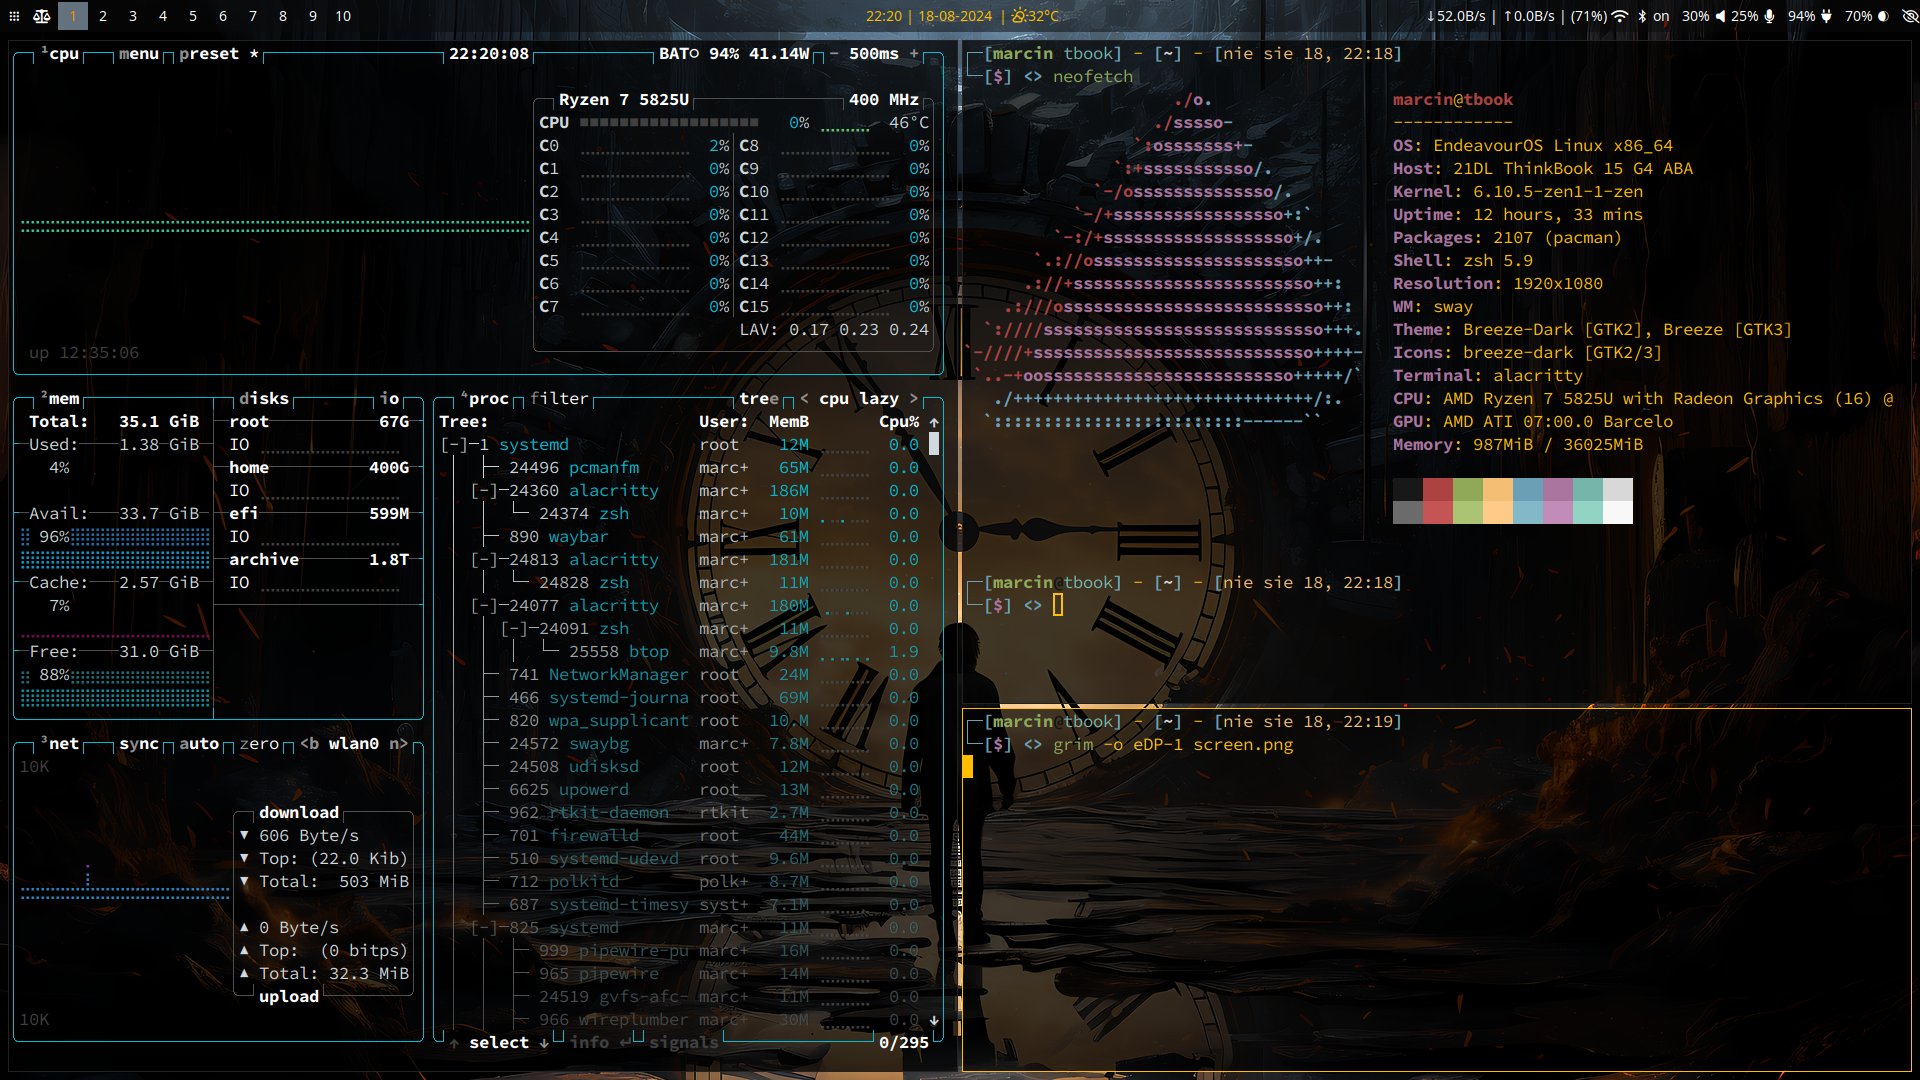 1 2 3 4 5 6 7 8 9 10
22:20 | 18-08-2024 | 32°C
↓52.0B/s | ↑0.0B/s | (71%) on 30% 25% 94% 70%
¹cpu menu preset * 22:20:08 BAT○ 94% 41.14W - 500ms +
Ryzen 7 5825U 400 MHz
CPU 0% 46°C
C0 2% C8 0%
C1 0% C9 0%
C2 0% C10 0%
C3 0% C11 0%
C4 0% C12 0%
C5 0% C13 0%
C6 0% C14 0%
C7 0% C15 0%
LAV: 0.17 0.23 0.24
up 12:35:06
²mem disks io
Total: 35.1 GiB
Used: 1.38 GiB
4%
Avail: 33.7 GiB
96%
Cache: 2.57 GiB
7%
Free: 31.0 GiB
88%
root 67G
IO
home 400G
IO
efi 599M
IO
archive 1.8T
IO
³net sync auto zero <b wlan0 n>
10K
download
▼ 606 Byte/s
▼ Top: (22.0 Kib)
▼ Total: 503 MiB
▲ 0 Byte/s
▲ Top: (0 bitps)
▲ Total: 32.3 MiB
upload
10K
⁴proc filter tree < cpu lazy >
Tree: User: MemB Cpu% ↑
[-]─1 systemd root 12M 0.0
├─ 24496 pcmanfm marc+ 65M 0.0
[-]─24360 alacritty marc+ 186M 0.0
└─ 24374 zsh marc+ 10M 0.0
├─ 890 waybar marc+ 61M 0.0
[-]─24813 alacritty marc+ 181M 0.0
└─ 24828 zsh marc+ 11M 0.0
[-]─24077 alacritty marc+ 180M 0.0
[-]─24091 zsh marc+ 11M 0.0
└─ 25558 btop marc+ 9.8M 1.9
├─ 741 NetworkManager root 24M 0.0
├─ 466 systemd-journa root 69M 0.0
├─ 820 wpa_supplicant root 10.M 0.0
├─ 24572 swaybg marc+ 7.8M 0.0
├─ 24508 udisksd root 12M 0.0
├─ 6625 upowerd root 13M 0.0
├─ 962 rtkit-daemon rtkit 2.7M 0.0
├─ 701 firewalld root 44M 0.0
├─ 510 systemd-udevd root 9.6M 0.0
├─ 712 polkitd polk+ 8.7M 0.0
├─ 687 systemd-timesy syst+ 7.1M 0.0
[-]─825 systemd marc+ 11M 0.0
├─ 999 pipewire-pu marc+ 16M 0.0
├─ 965 pipewire marc+ 14M 0.0
├─ 24519 gvfs-afc- marc+ 11M 0.0
├─ 966 wireplumber marc+ 30M 0.0 ↓
↑ select ↓ info ↵ signals 0/295
┌─[marcin tbook] - [~] - [nie sie 18, 22:18]
└─[$] <> neofetch
./o.
./sssso-
`:osssssss+-
`:+sssssssssso/.
`-/ossssssssssssso/.
`-/+sssssssssssssssso+:`
`-:/+sssssssssssssssssso+/.
`.://osssssssssssssssssssso++-
.://+ssssssssssssssssssssssso++:
.:///ossssssssssssssssssssssssso++:
`:////ssssssssssssssssssssssssssso+++.
`-////+ssssssssssssssssssssssssssso++++-
`..-+oosssssssssssssssssssssssso+++++/`
./++++++++++++++++++++++++++++++/:.
`:::::::::::::::::::::::::------``
marcin@tbook
------------
OS: EndeavourOS Linux x86_64
Host: 21DL ThinkBook 15 G4 ABA
Kernel: 6.10.5-zen1-1-zen
Uptime: 12 hours, 33 mins
Packages: 2107 (pacman)
Shell: zsh 5.9
Resolution: 1920x1080
WM: sway
Theme: Breeze-Dark [GTK2], Breeze [GTK3]
Icons: breeze-dark [GTK2/3]
Terminal: alacritty
CPU: AMD Ryzen 7 5825U with Radeon Graphics (16) @
GPU: AMD ATI 07:00.0 Barcelo
Memory: 987MiB / 36025MiB
┌─[marcin@tbook] - [~] - [nie sie 18, 22:18]
└─[$] <>
┌─[marcin tbook] - [~] - [nie sie 18, 22:19]
└─[$] <> grim -o eDP-1 screen.png